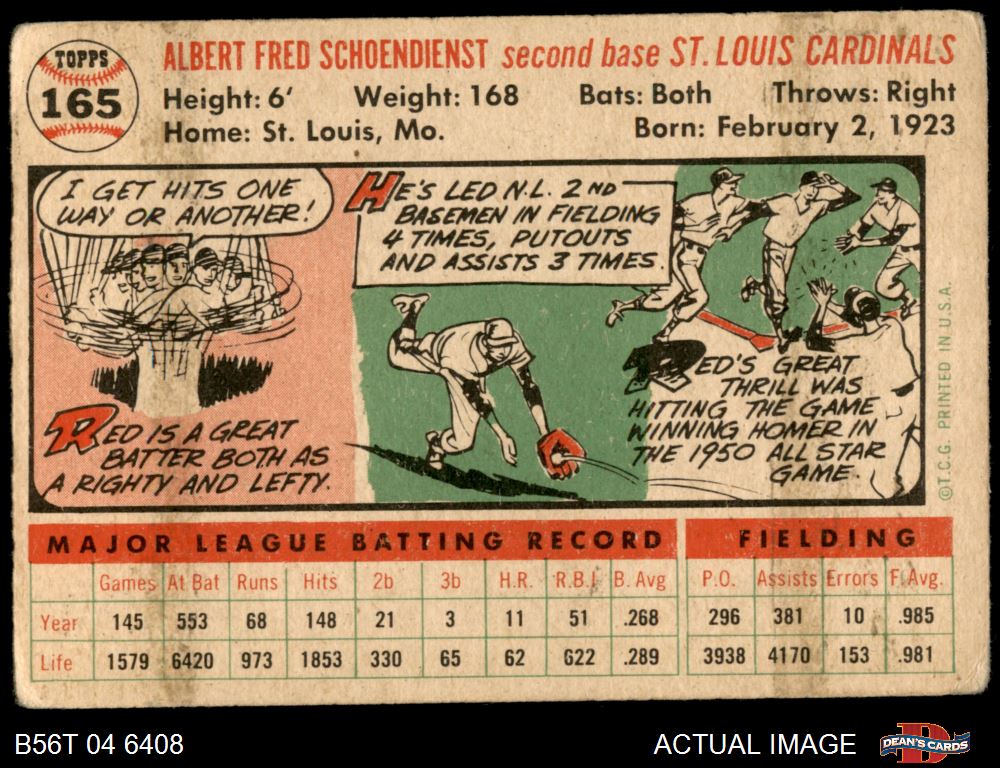 TOPPS
165
ALBERT FRED SCHOENDIENST second base ST. LOUIS CARDINALS
Height: 6' Weight: 168 Bats: Both Throws: Right
Home: St. Louis, Mo. Born: February 2, 1923
I GET HITS ONE
WAY OR ANOTHER!
RED IS A GREAT
BATTER BOTH AS
A RIGHTY AND LEFTY.
HE'S LED N.L. 2ND
BASEMEN IN FIELDING
4 TIMES, PUTOUTS
AND ASSISTS 3 TIMES.
RED'S GREAT
THRILL WAS
HITTING THE GAME
WINNING HOMER IN
THE 1950 ALL STAR
GAME.
©T.C.G. PRINTED IN U.S.A.
MAJOR LEAGUE BATTING RECORD FIELDING
Games At Bat Runs Hits 2b 3b H.R. R.B.I. B. Avg P.O. Assists Errors F. Avg.
Year 145 553 68 148 21 3 11 51 .268 296 381 10 .985
Life 1579 6420 973 1853 330 65 62 622 .289 3938 4170 153 .981
B56T 04 6408
ACTUAL IMAGE
D
DEAN'S CARDS